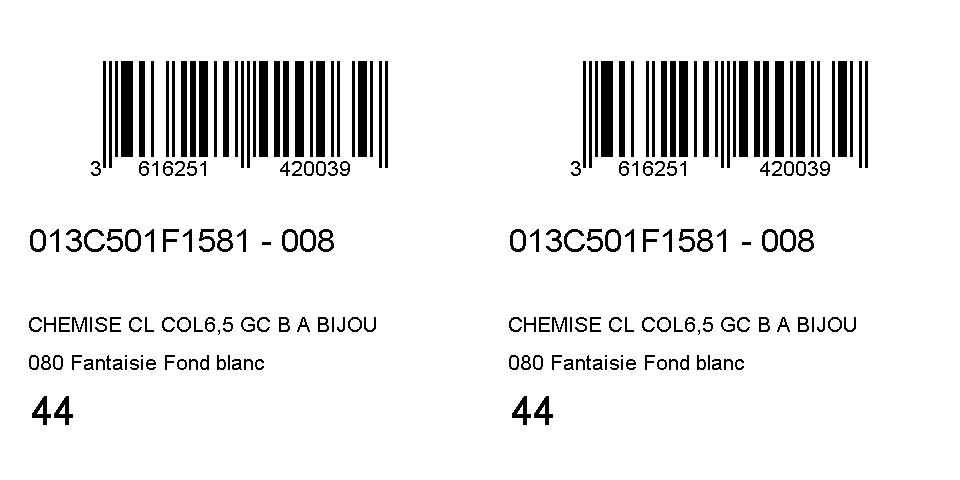 3 616251 420039
013C501F1581 - 008
CHEMISE CL COL6,5 GC B A BIJOU
080 Fantaisie Fond blanc
44
3 616251 420039
013C501F1581 - 008
CHEMISE CL COL6,5 GC B A BIJOU
080 Fantaisie Fond blanc
44